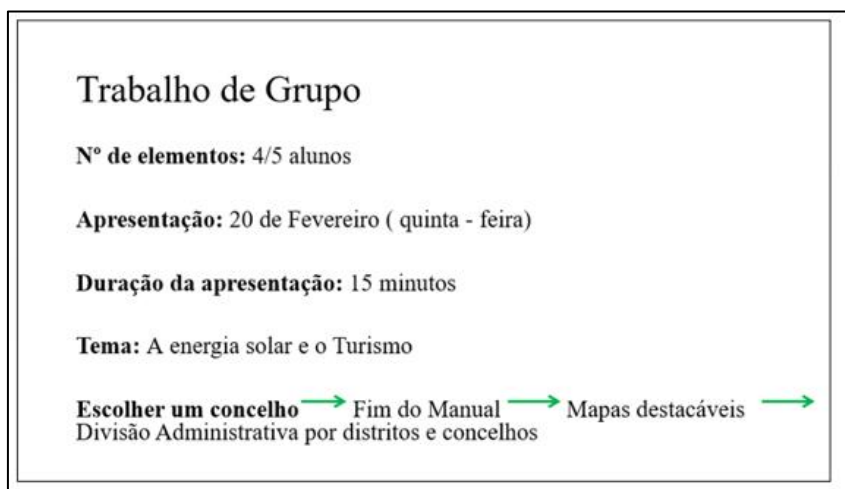 Trabalho de Grupo
Nº de elementos: 4/5 alunos
Apresentação: 20 de Fevereiro ( quinta - feira)
Duração da apresentação: 15 minutos
Tema: A energia solar e o Turismo
Escolher um concelho Fim do Manual Mapas destacáveis
Divisão Administrativa por distritos e concelhos